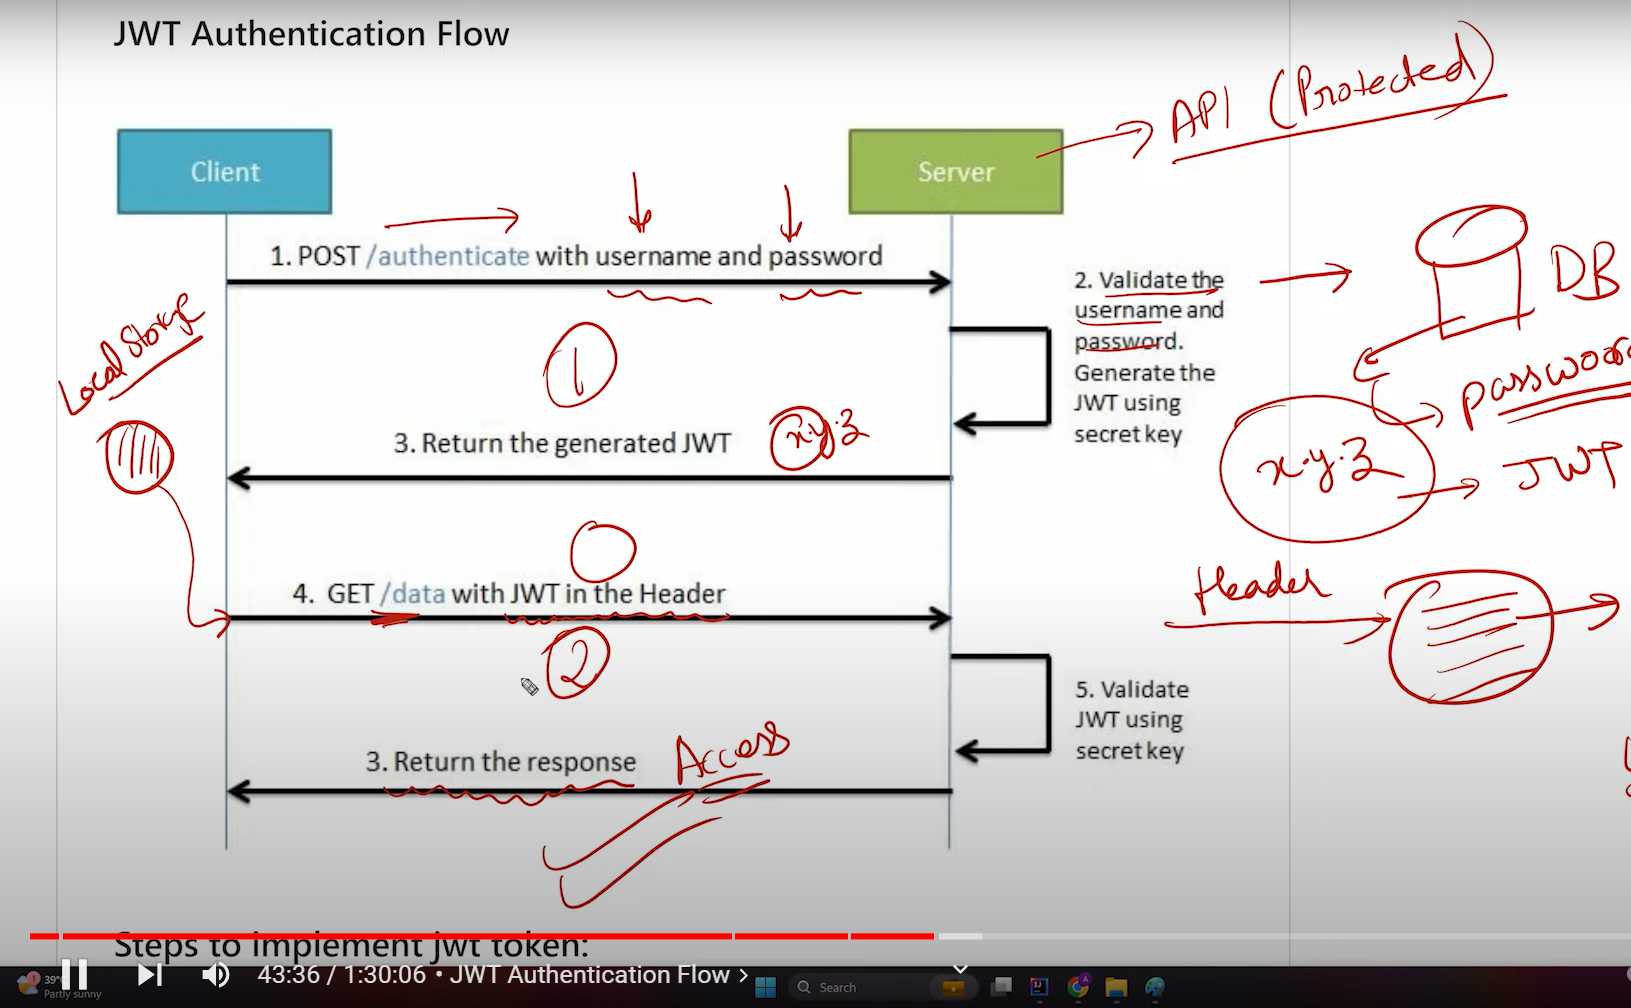 JWT Authentication Flow
API (Protected)
Client
Server
1. POST /authenticate with username and password
2. Validate the
username and
password.
Generate the
JWT using
secret key
DB
Local Storage
1
3. Return the generated JWT
x.y.z
x.y.z
JWT
4. GET /data with JWT in the Header
Header
2
5. Validate
JWT using
secret key
3. Return the response
Access
Steps to implement jwt token:
43:36 / 1:30:06 • JWT Authentication Flow >
1
39°
Partly sunny
Search